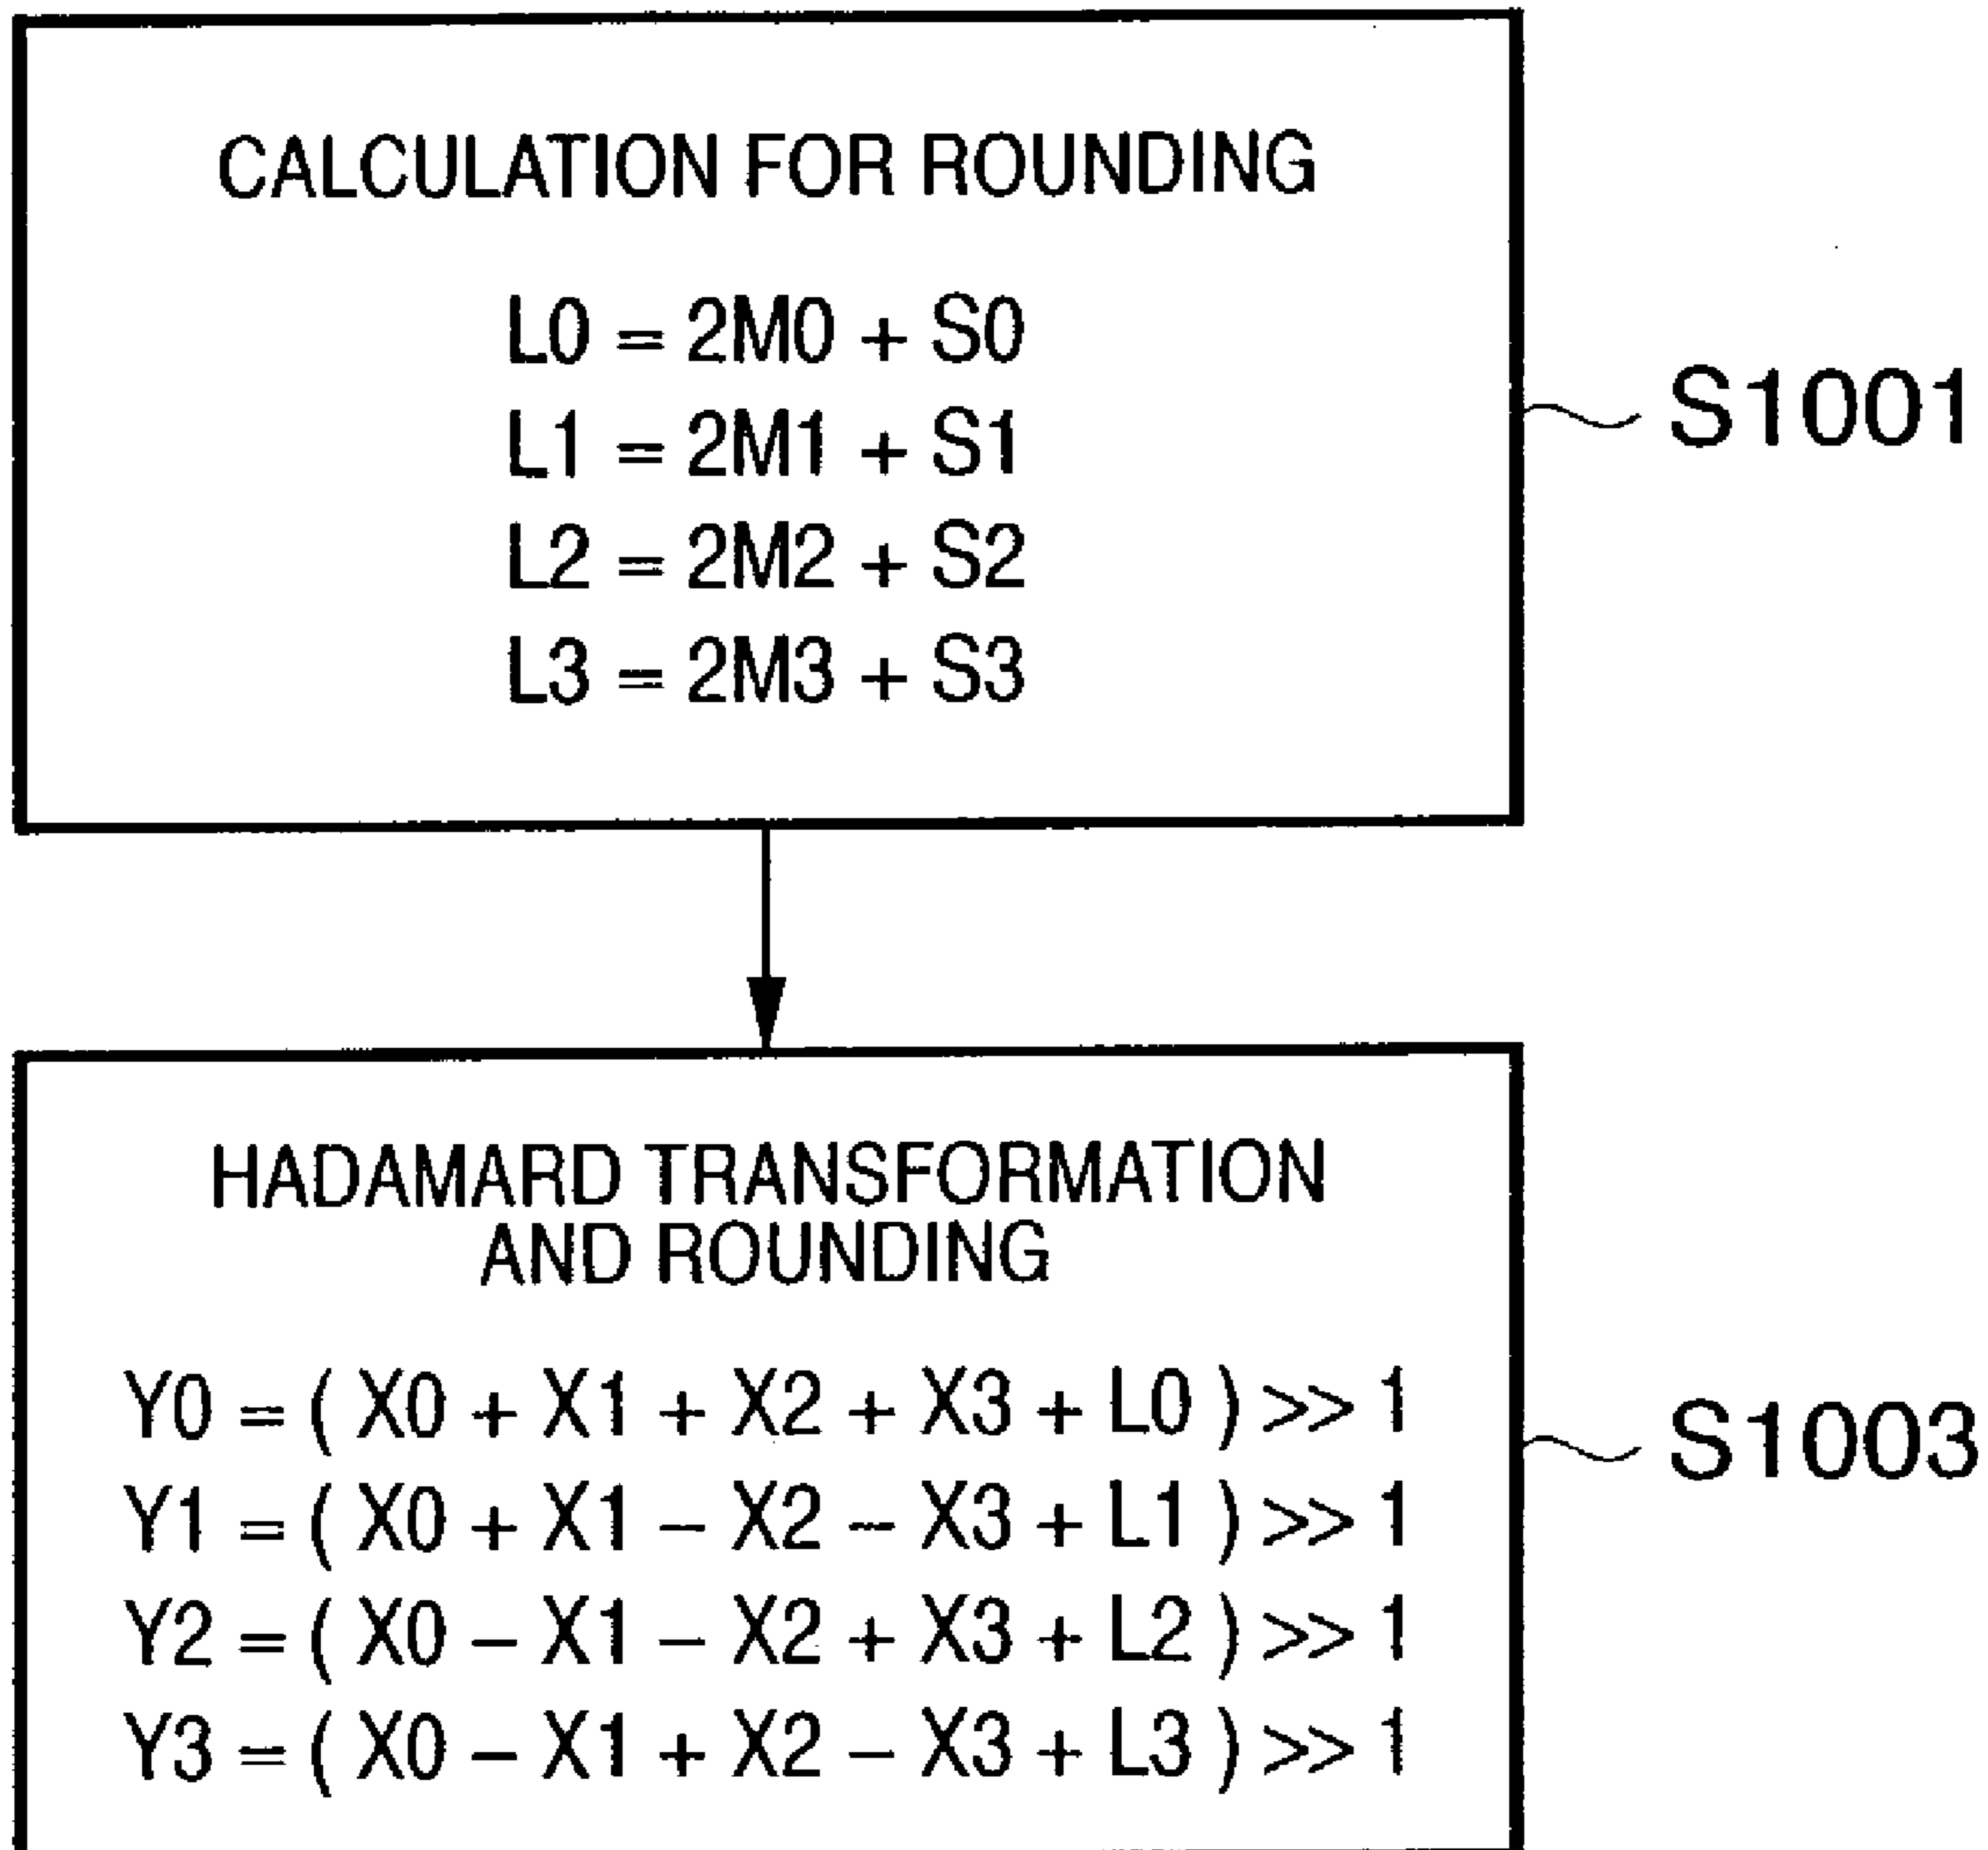 CALCULATION FOR ROUNDING
L0 = 2M0 + S0
L1 = 2M1 + S1
L2 = 2M2 + S2
L3 = 2M3 + S3
S1001
HADAMARD TRANSFORMATION
AND ROUNDING
Y0 = ( X0 + X1 + X2 + X3 + L0 ) >> 1
Y1 = ( X0 + X1 − X2 − X3 + L1 ) >> 1
Y2 = ( X0 − X1 − X2 + X3 + L2 ) >> 1
Y3 = ( X0 − X1 + X2 − X3 + L3 ) >> 1
S1003